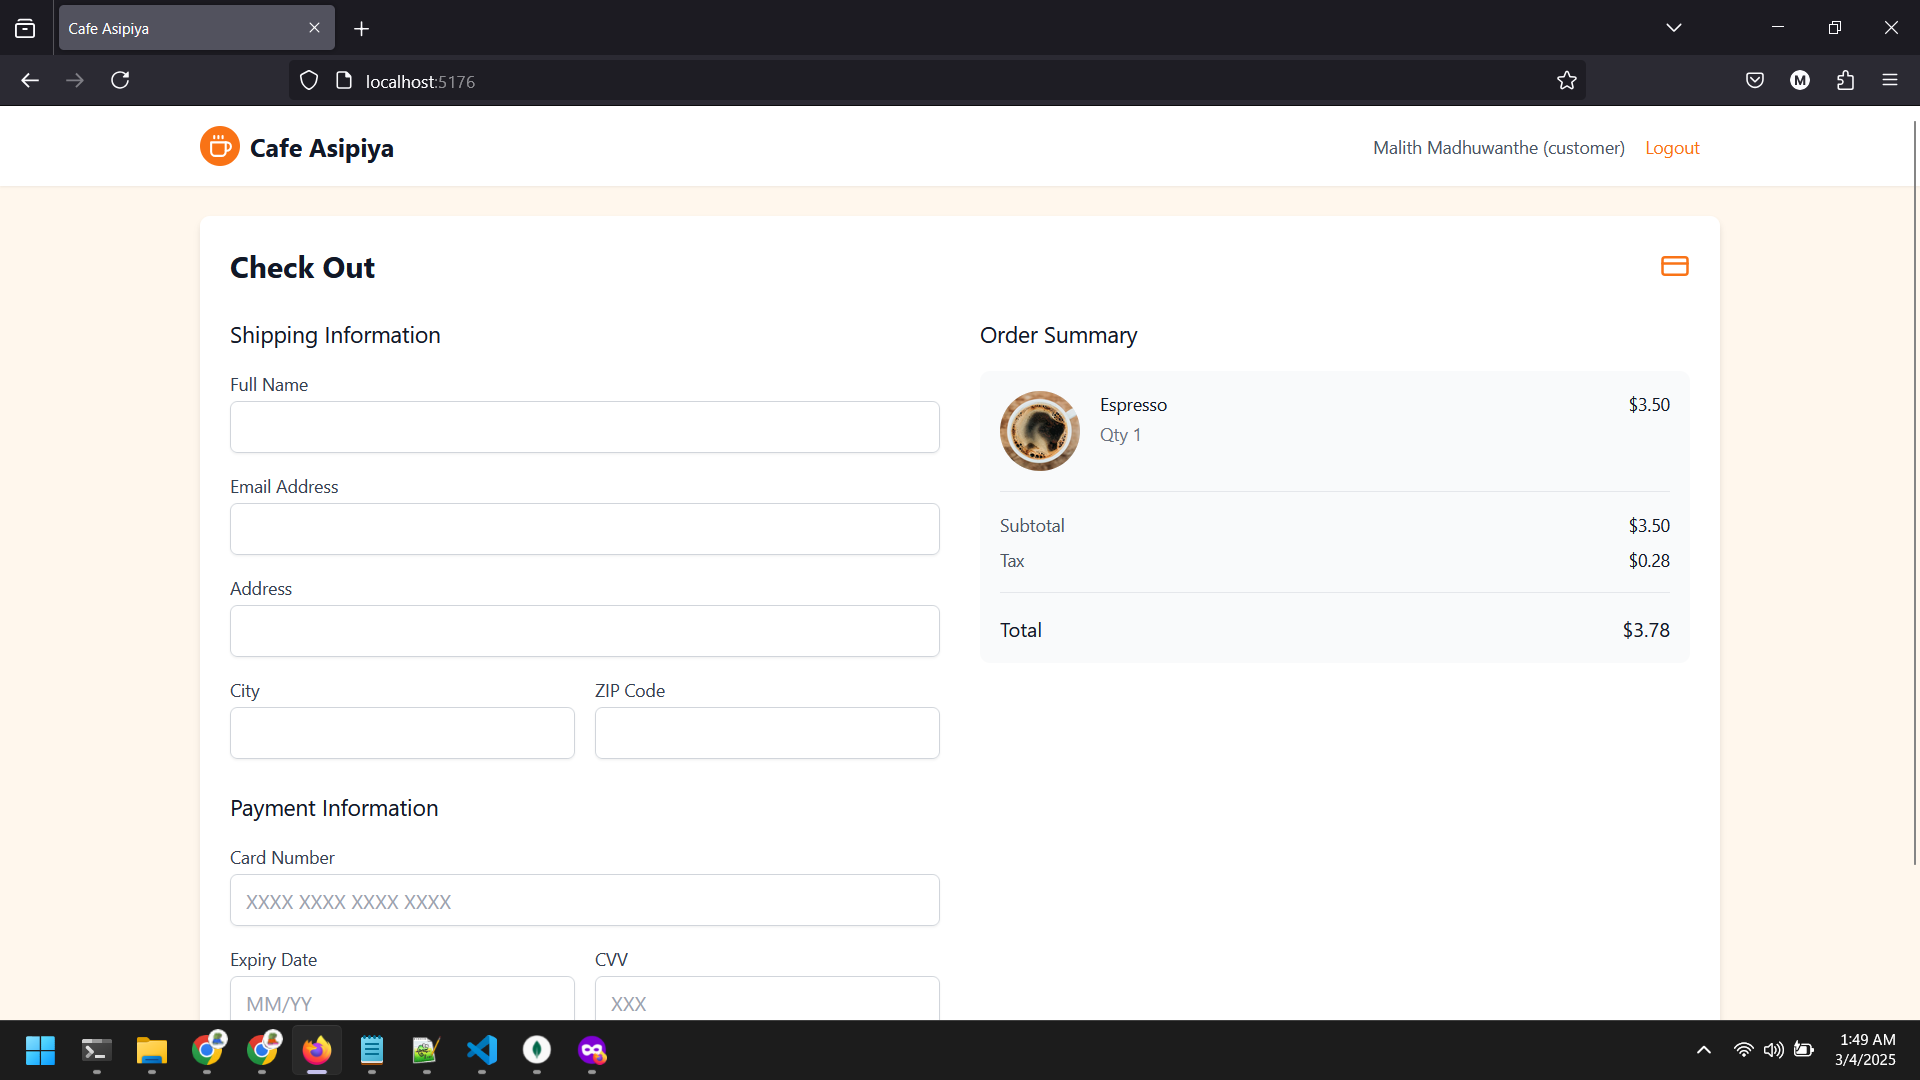 Cafe Asipiya
localhost:5176
M
Cafe Asipiya
Malith Madhuwanthe (customer) Logout
Check Out
Shipping Information
Full Name
Email Address
Address
City
ZIP Code
Payment Information
Card Number
XXXX XXXX XXXX XXXX
Expiry Date
CVV
MM/YY
XXX
Order Summary
Espresso $3.50
Qty 1
Subtotal $3.50
Tax $0.28
Total $3.78
1:49 AM
3/4/2025